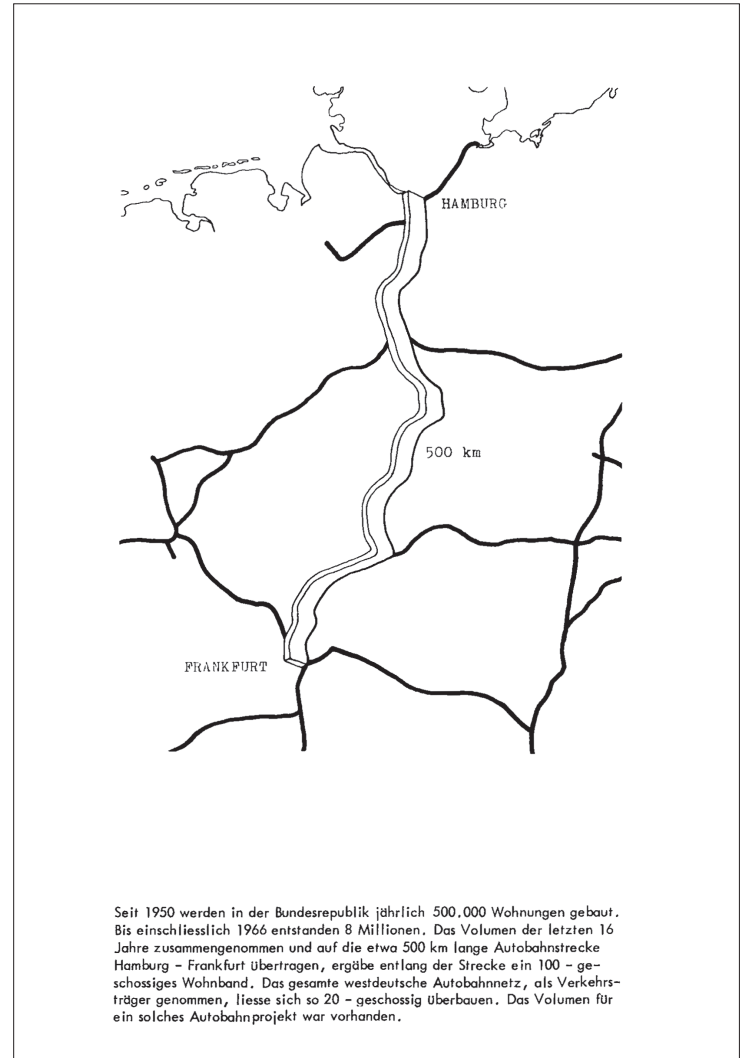 HAMBURG
500 km
FRANKFURT
Seit 1950 werden in der Bundesrepublik jährlich 500.000 Wohnungen gebaut.
Bis einschliesslich 1966 entstanden 8 Millionen. Das Volumen der letzten 16
Jahre zusammengenommen und auf die etwa 500 km lange Autobahnstrecke
Hamburg - Frankfurt übertragen, ergäbe entlang der Strecke ein 100 - ge-
schossiges Wohnband. Das gesamte westdeutsche Autobahnnetz, als Verkehrs-
träger genommen, liesse sich so 20 - geschossig überbauen. Das Volumen für
ein solches Autobahnprojekt war vorhanden.